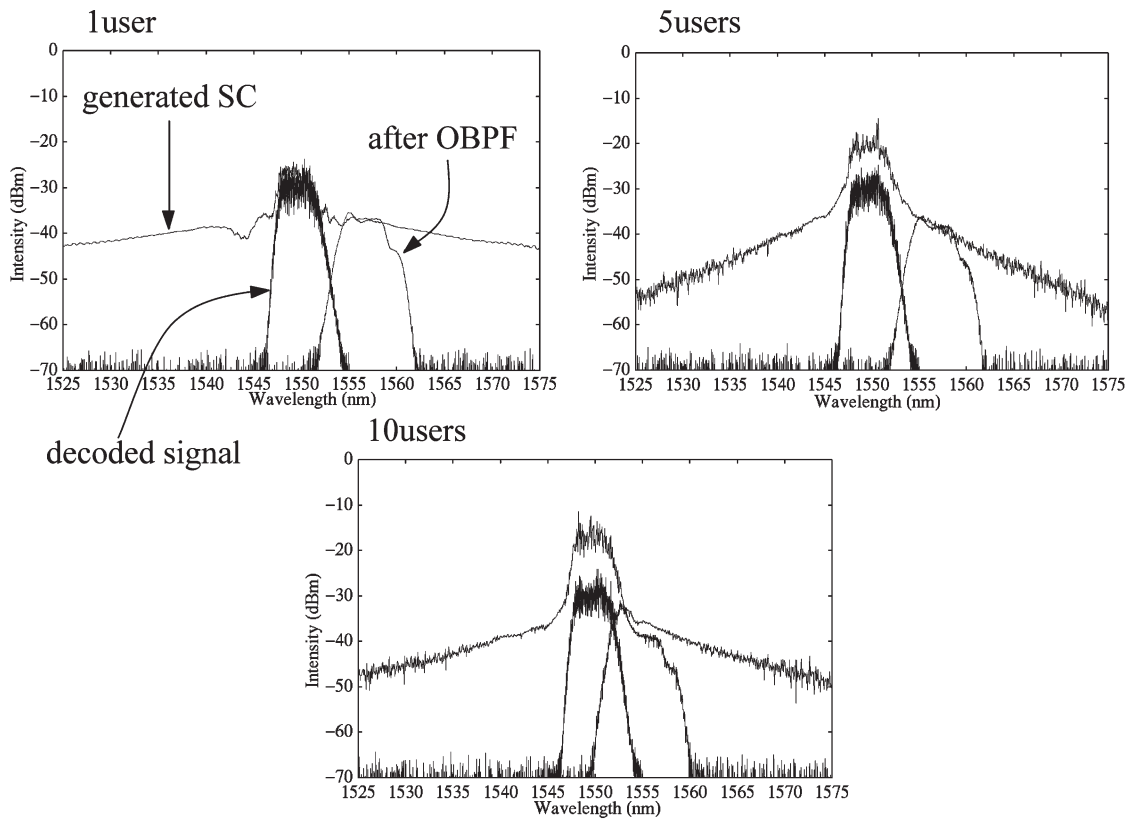 1user
0
−10
−20
−30
−40
−50
−60
−70
Intensity (dBm)
1525 1530 1535 1540 1545 1550 1555 1560 1565 1570 1575
Wavelength (nm)
generated SC
after OBPF
decoded signal
5users
0
−10
−20
−30
−40
−50
−60
−70
Intensity (dBm)
1525 1530 1535 1540 1545 1550 1555 1560 1565 1570 1575
Wavelength (nm)
10users
0
−10
−20
−30
−40
−50
−60
−70
Intensity (dBm)
1525 1530 1535 1540 1545 1550 1555 1560 1565 1570 1575
Wavelength (nm)